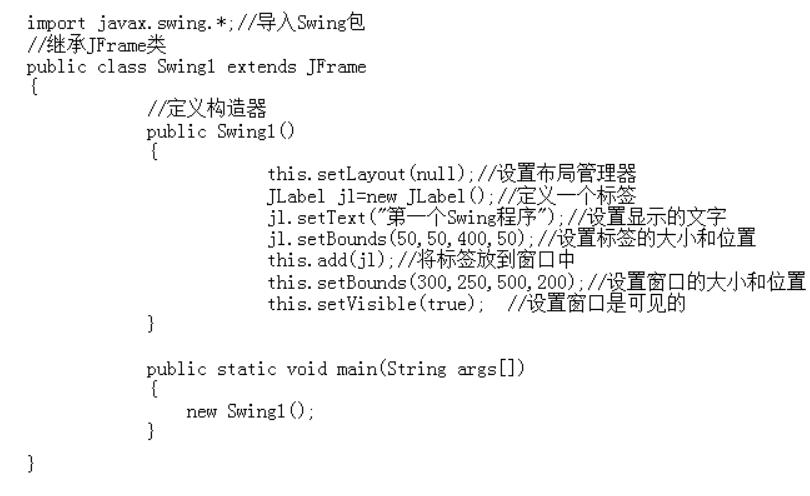 import javax.swing.*;//导入Swing包
//继承JFrame类
public class Swing1 extends JFrame
{
//定义构造器
public Swing1()
{
this.setLayout(null);//设置布局管理器
JLabel jl=new JLabel();//定义一个标签
jl.setText("第一个Swing程序");//设置显示的文字
jl.setBounds(50,50,400,50);//设置标签的大小和位置
this.add(jl);//将标签放到窗口中
this.setBounds(300,250,500,200);//设置窗口的大小和位置
this.setVisible(true);  //设置窗口是可见的
}
public static void main(String args[])
{
new Swing1();
}
}